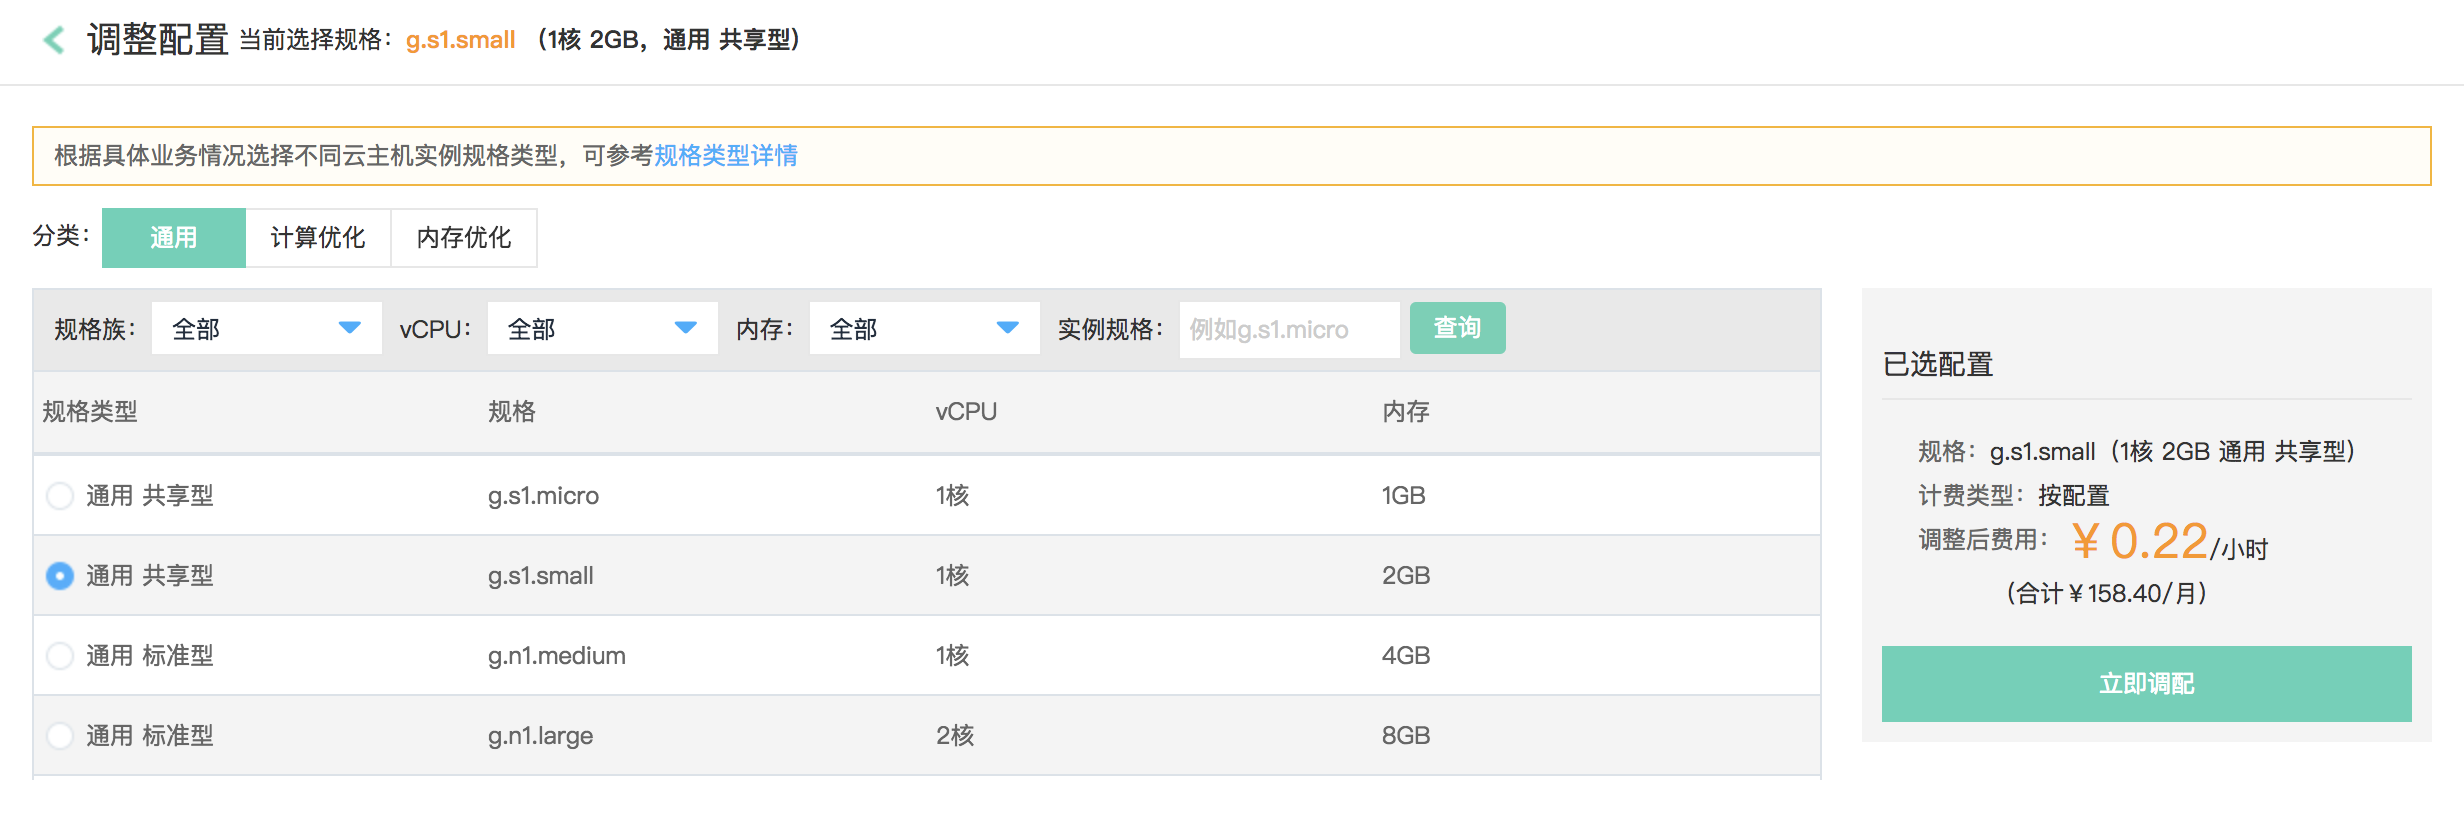 调整配置 当前选择规格：g.s1.small （1核 2GB，通用 共享型）
根据具体业务情况选择不同云主机实例规格类型，可参考规格类型详情
分类： 通用 计算优化 内存优化
规格族： 全部 vCPU： 全部 内存： 全部 实例规格： 例如g.s1.micro 查询
规格类型 规格 vCPU 内存
通用 共享型 g.s1.micro 1核 1GB
通用 共享型 g.s1.small 1核 2GB
通用 标准型 g.n1.medium 1核 4GB
通用 标准型 g.n1.large 2核 8GB
已选配置
规格：g.s1.small（1核 2GB 通用 共享型）
计费类型：按配置
调整后费用：￥0.22/小时
（合计￥158.40/月）
立即调配